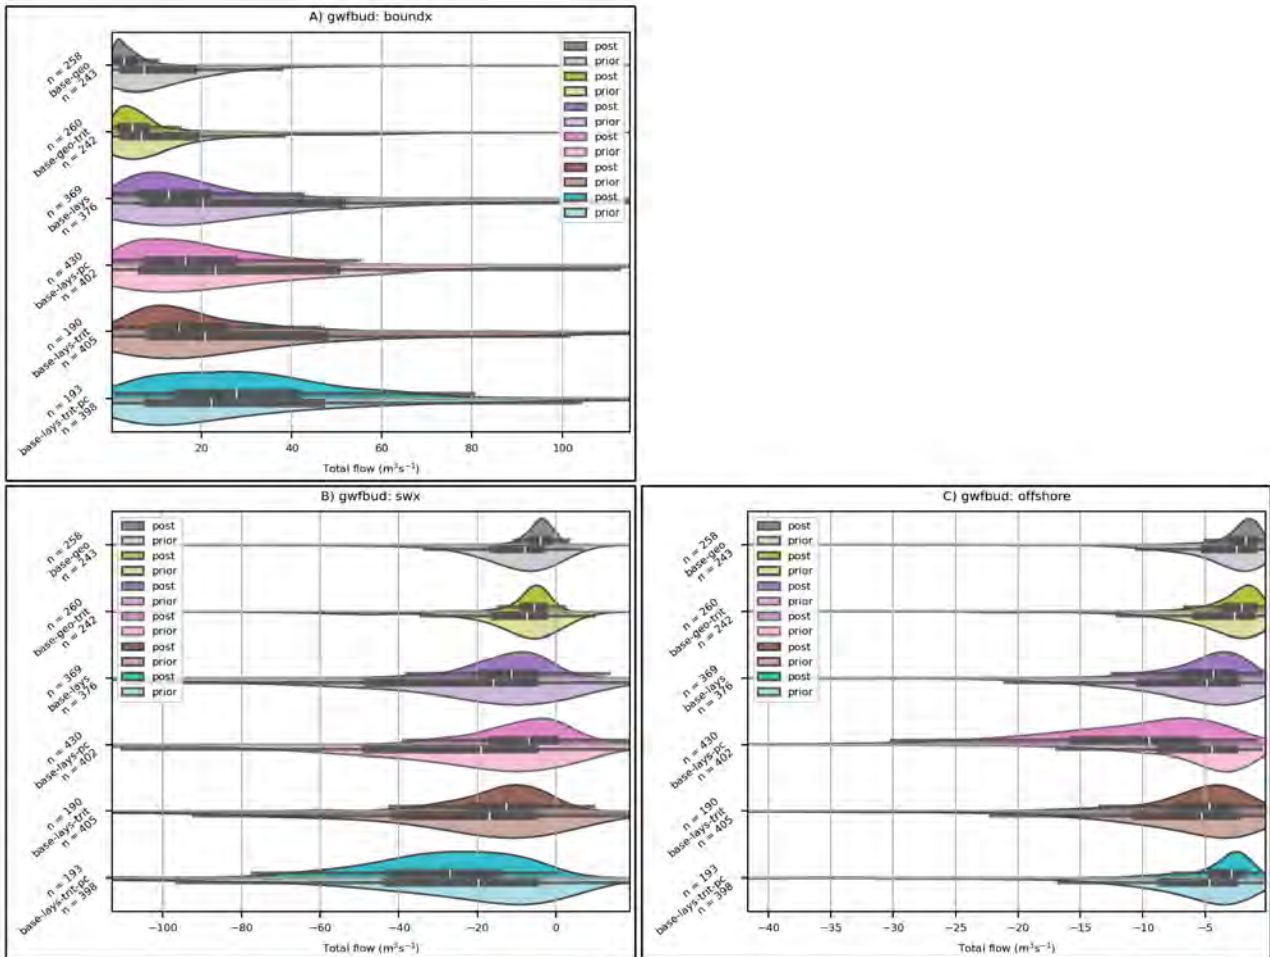 A) gwfbud: boundx
n = 258
base-geo
n = 243
n = 260
base-geo-trit
n = 242
n = 369
base-lays
n = 376
n = 430
base-lays-pc
n = 402
n = 190
base-lays-trit
n = 405
n = 193
base-lays-trit-pc
n = 398
post
prior
post
prior
post
prior
post
prior
post
prior
post
prior
20 40 60 80 100
Total flow (m³s⁻¹)
B) gwfbud: swx
n = 258
base-geo
n = 243
n = 260
base-geo-trit
n = 242
n = 369
base-lays
n = 376
n = 430
base-lays-pc
n = 402
n = 190
base-lays-trit
n = 405
n = 193
base-lays-trit-pc
n = 398
post
prior
post
prior
post
prior
post
prior
post
prior
post
prior
−100 −80 −60 −40 −20 0
Total flow (m³s⁻¹)
C) gwfbud: offshore
n = 258
base-geo
n = 243
n = 260
base-geo-trit
n = 242
n = 369
base-lays
n = 376
n = 430
base-lays-pc
n = 402
n = 190
base-lays-trit
n = 405
n = 193
base-lays-trit-pc
n = 398
post
prior
post
prior
post
prior
post
prior
post
prior
post
prior
−40 −35 −30 −25 −20 −15 −10 −5
Total flow (m³s⁻¹)